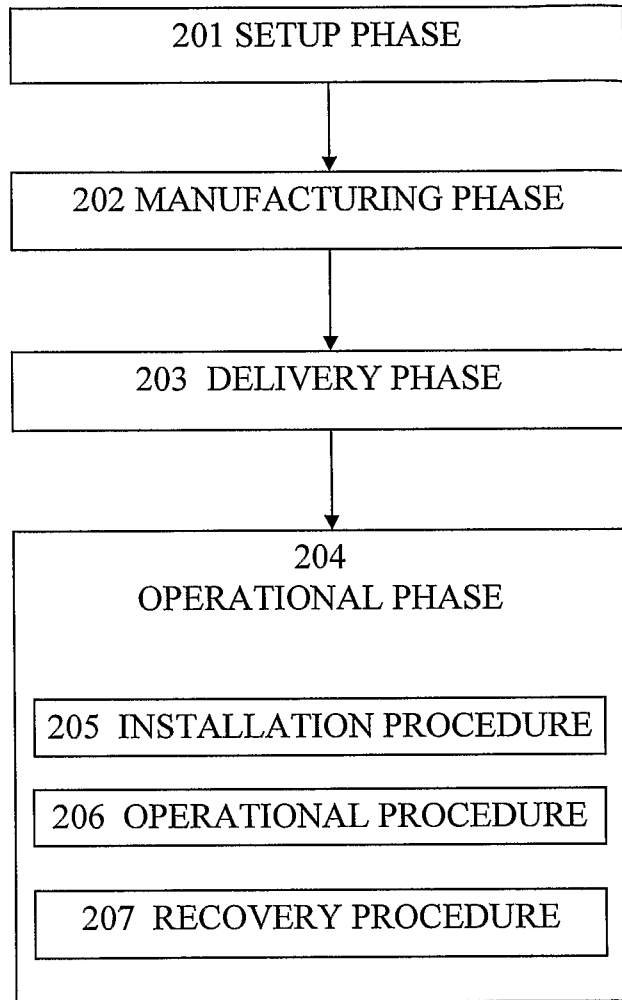 201 SETUP PHASE
202 MANUFACTURING PHASE
203 DELIVERY PHASE
204
OPERATIONAL PHASE
205 INSTALLATION PROCEDURE
206 OPERATIONAL PROCEDURE
207 RECOVERY PROCEDURE